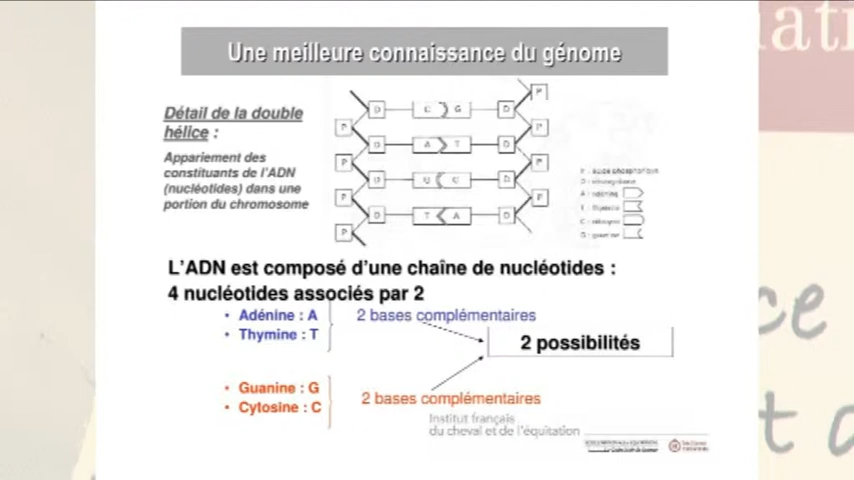 Une meilleure connaissance du génome
Détail de la double
hélice :
Appariement des
constituants de l'ADN
(nucléotides) dans une
portion du chromosome
P
D C G D
P P
D A T D
P P
D G C D
P P
D T A D
P
L'ADN est composé d'une chaîne de nucléotides :
4 nucléotides associés par 2
• Adénine : A
• Thymine : T
2 bases complémentaires
2 possibilités
• Guanine : G
• Cytosine : C
2 bases complémentaires
Institut français
du cheval et de l'équitation